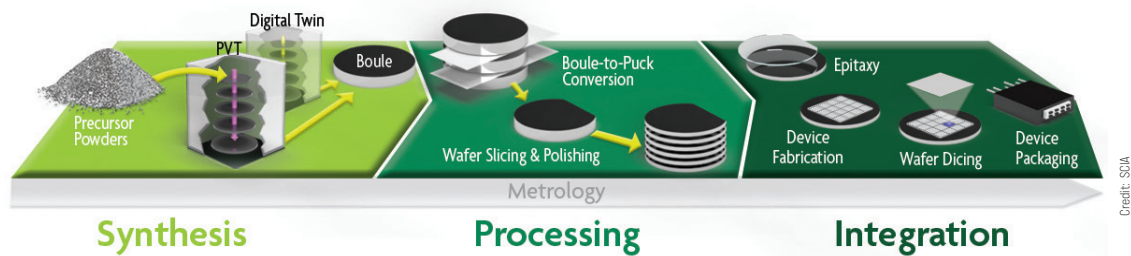 Digital Twin
PVT
Precursor
Powders
Boule
Boule-to-Puck
Conversion
Wafer Slicing & Polishing
Epitaxy
Device
Fabrication
Wafer Dicing
Device
Packaging
Metrology
Synthesis
Processing
Integration
Credit: SCIA